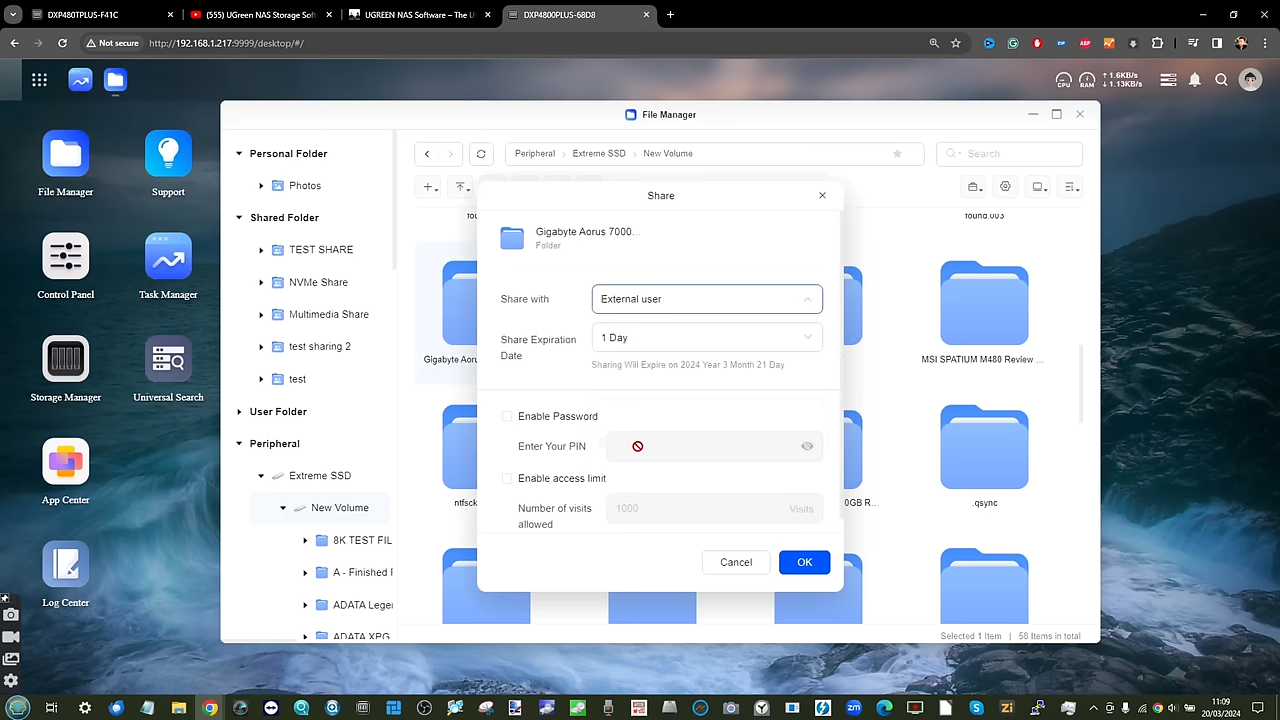 DXP480TPLUS-F41C
(555) UGreen NAS Storage Softw
UGREEN NAS Software – The U
DXP4800PLUS-68D8
Not secure
http://192.168.1.217:9999/desktop/#/
CPU
RAM
↑ 1.6KB/s
↓ 1.13KB/s
File Manager
Support
Control Panel
Task Manager
Storage Manager
Universal Search
App Center
Log Center
File Manager
Personal Folder
Photos
Shared Folder
TEST SHARE
NVMe Share
Multimedia Share
test sharing 2
test
User Folder
Peripheral
Extreme SSD
New Volume
8K TEST FIL
A - Finished F
ADATA Leger
ADATA XPG
Peripheral
Extreme SSD
New Volume
Search
found.003
Gigabyte Aoru
MSI SPATIUM M480 Review ...
ntfsck
0GB R...
.qsync
Selected 1 Item | 58 Items in total
Share
Gigabyte Aorus 7000...
Folder
Share with
External user
Share Expiration
Date
1 Day
Sharing Will Expire on 2024 Year 3 Month 21 Day
Enable Password
Enter Your PIN
Enable access limit
Number of visits
allowed
1000
Visits
Cancel
OK
11:09
20/03/2024